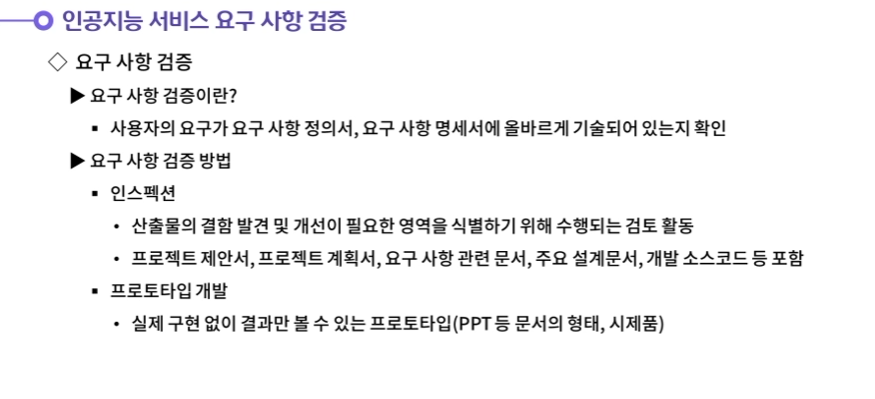 인공지능 서비스 요구 사항 검증
◇ 요구 사항 검증
▶ 요구 사항 검증이란?
▪ 사용자의 요구가 요구 사항 정의서, 요구 사항 명세서에 올바르게 기술되어 있는지 확인
▶ 요구 사항 검증 방법
▪ 인스펙션
• 산출물의 결함 발견 및 개선이 필요한 영역을 식별하기 위해 수행되는 검토 활동
• 프로젝트 제안서, 프로젝트 계획서, 요구 사항 관련 문서, 주요 설계문서, 개발 소스코드 등 포함
▪ 프로토타입 개발
• 실제 구현 없이 결과만 볼 수 있는 프로토타입(PPT 등 문서의 형태, 시제품)